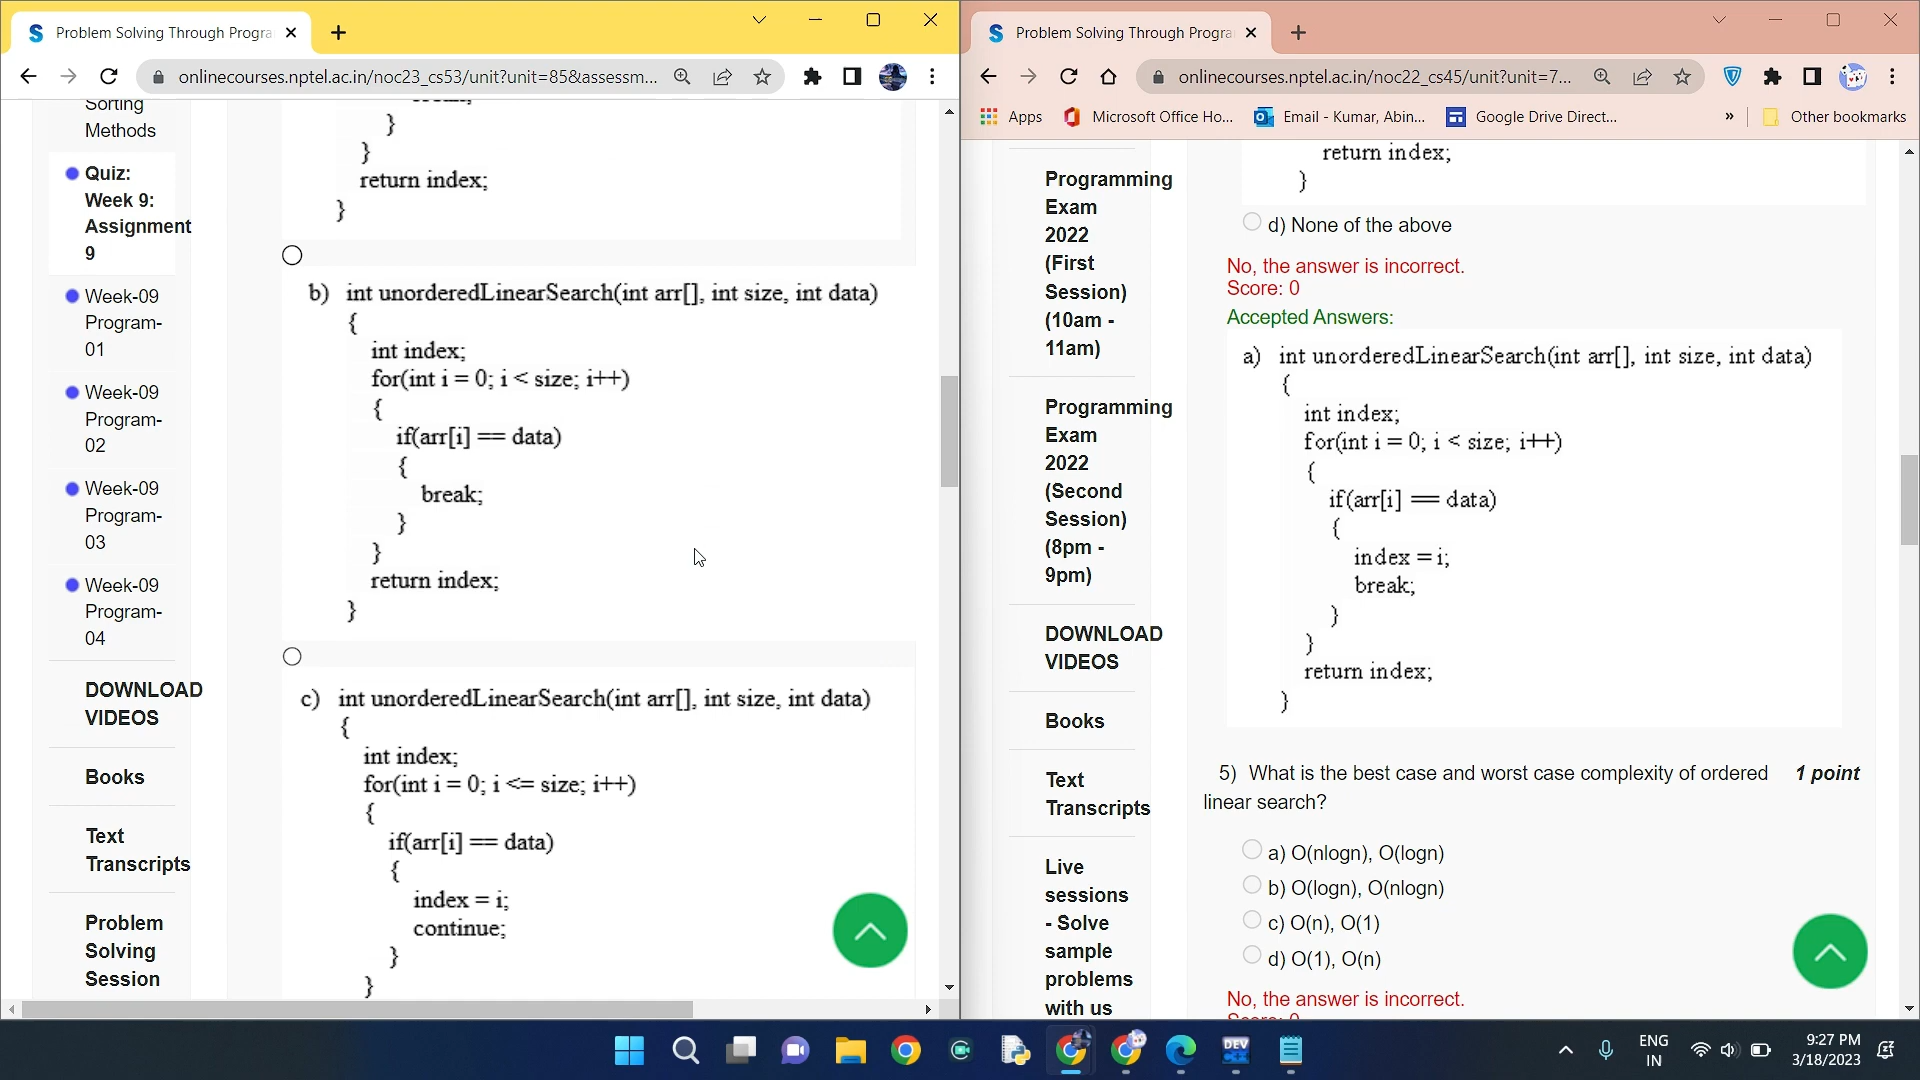 Problem Solving Through Progra
onlinecourses.nptel.ac.in/noc23_cs53/unit?unit=85&assessm...
Sorting
Methods
Quiz:
Week 9:
Assignment
9
Week-09
Program-
01
Week-09
Program-
02
Week-09
Program-
03
Week-09
Program-
04
DOWNLOAD
VIDEOS
Books
Text
Transcripts
Problem
Solving
Session
}
}
return index;
}
b) int unorderedLinearSearch(int arr[], int size, int data)
{
int index;
for(int i = 0; i < size; i++)
{
if(arr[i] == data)
{
break;
}
}
return index;
}
c) int unorderedLinearSearch(int arr[], int size, int data)
{
int index;
for(int i = 0; i <= size; i++)
{
if(arr[i] == data)
{
index = i;
continue;
}
}
Problem Solving Through Progra
onlinecourses.nptel.ac.in/noc22_cs45/unit?unit=7...
Apps
Microsoft Office Ho...
Email - Kumar, Abin...
Google Drive Direct...
»
Other bookmarks
Programming
Exam
2022
(First
Session)
(10am -
11am)
Programming
Exam
2022
(Second
Session)
(8pm -
9pm)
DOWNLOAD
VIDEOS
Books
Text
Transcripts
Live
sessions
- Solve
sample
problems
with us
return index;
}
d) None of the above
No, the answer is incorrect.
Score: 0
Accepted Answers:
a) int unorderedLinearSearch(int arr[], int size, int data)
{
int index;
for(int i = 0; i < size; i++)
{
if(arr[i] == data)
{
index = i;
break;
}
}
return index;
}
5) What is the best case and worst case complexity of ordered 1 point
linear search?
a) O(nlogn), O(logn)
b) O(logn), O(nlogn)
c) O(n), O(1)
d) O(1), O(n)
No, the answer is incorrect.
Score: 0
DEV
ENG
IN
9:27 PM
3/18/2023